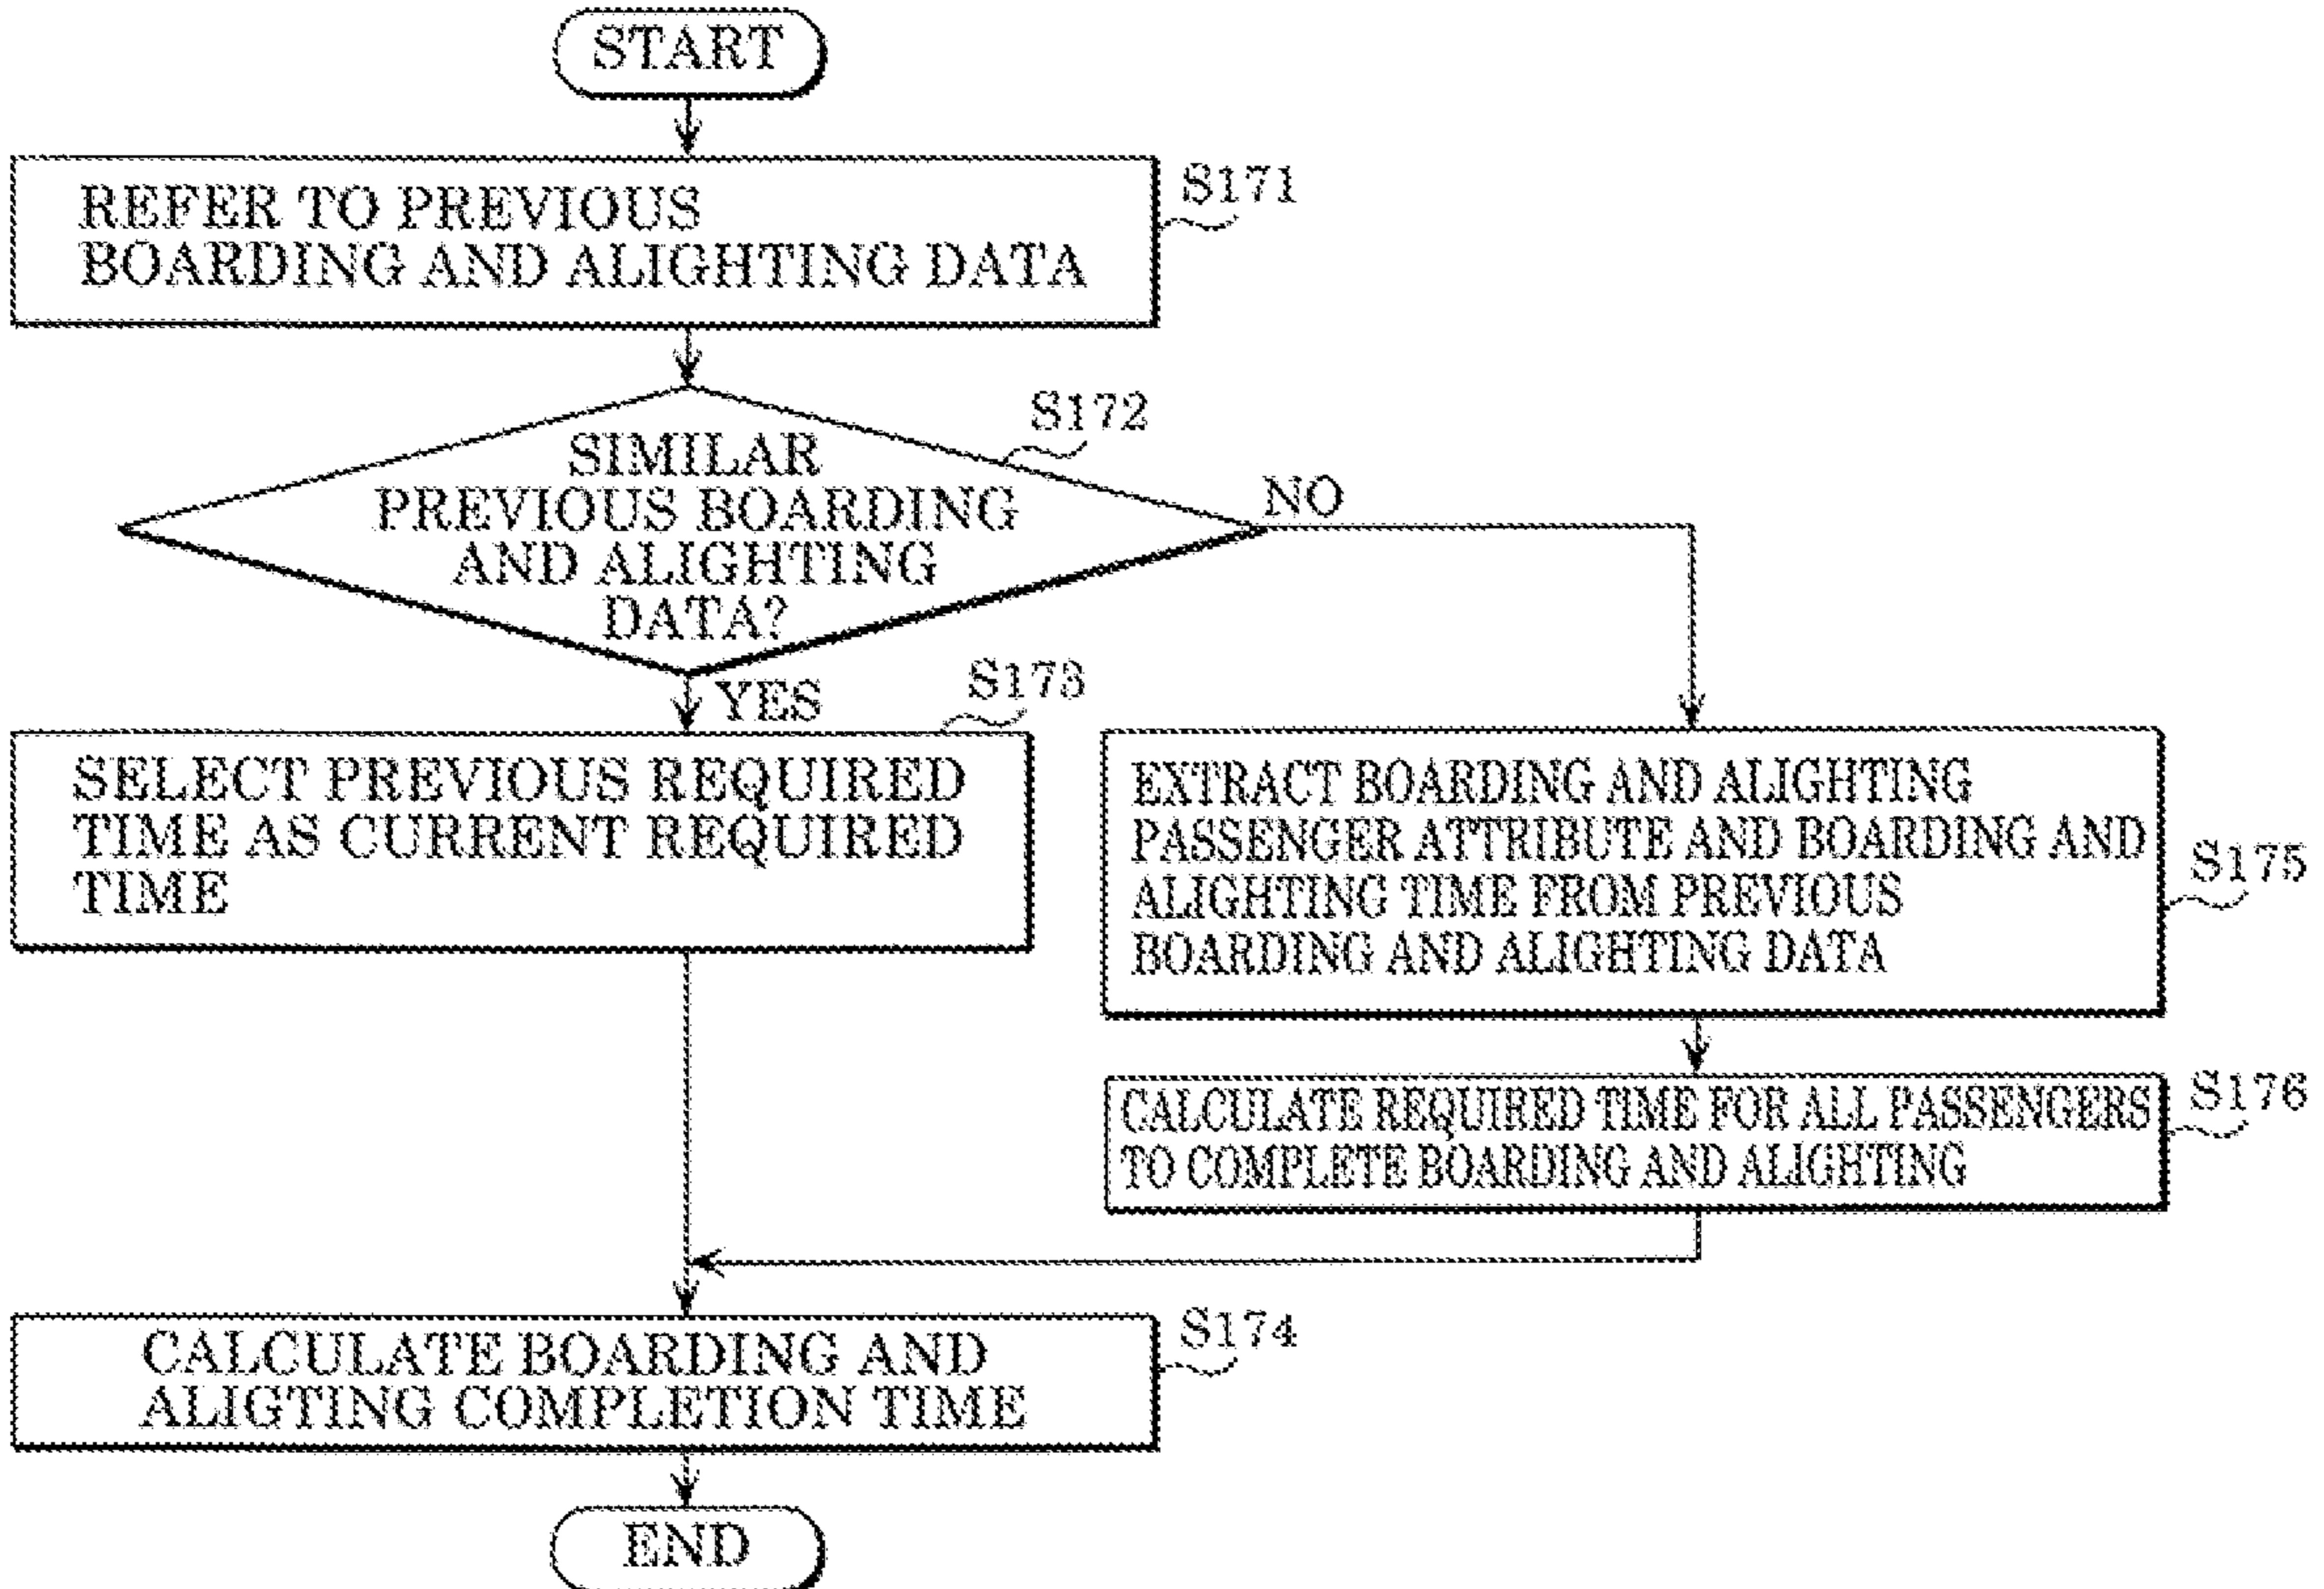 START
REFER TO PREVIOUS
BOARDING AND ALIGHTING DATA
S171
SIMILAR
PREVIOUS BOARDING
AND ALIGHTING
DATA?
S172
NO
YES
S173
SELECT PREVIOUS REQUIRED
TIME AS CURRENT REQUIRED
TIME
EXTRACT BOARDING AND ALIGHTING
PASSENGER ATTRIBUTE AND BOARDING AND
ALIGHTING TIME FROM PREVIOUS
BOARDING AND ALIGHTING DATA
S175
CALCULATE REQUIRED TIME FOR ALL PASSENGERS
TO COMPLETE BOARDING AND ALIGHTING
S176
CALCULATE BOARDING AND
ALIGTING COMPLETION TIME
S174
END